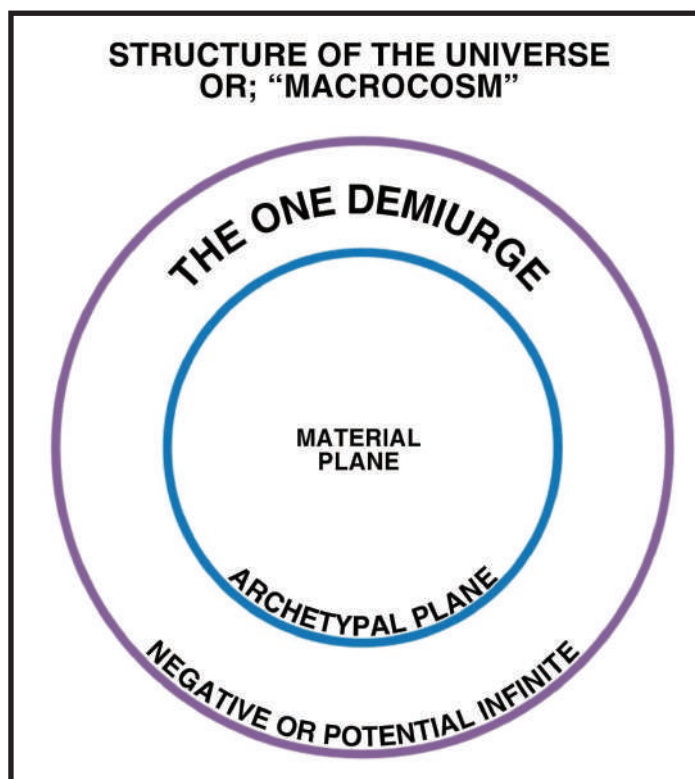 STRUCTURE OF THE UNIVERSE
OR; “MACROCOSM”
THE ONE DEMIURGE
MATERIAL
PLANE
ARCHETYPAL PLANE
NEGATIVE OR POTENTIAL INFINITE